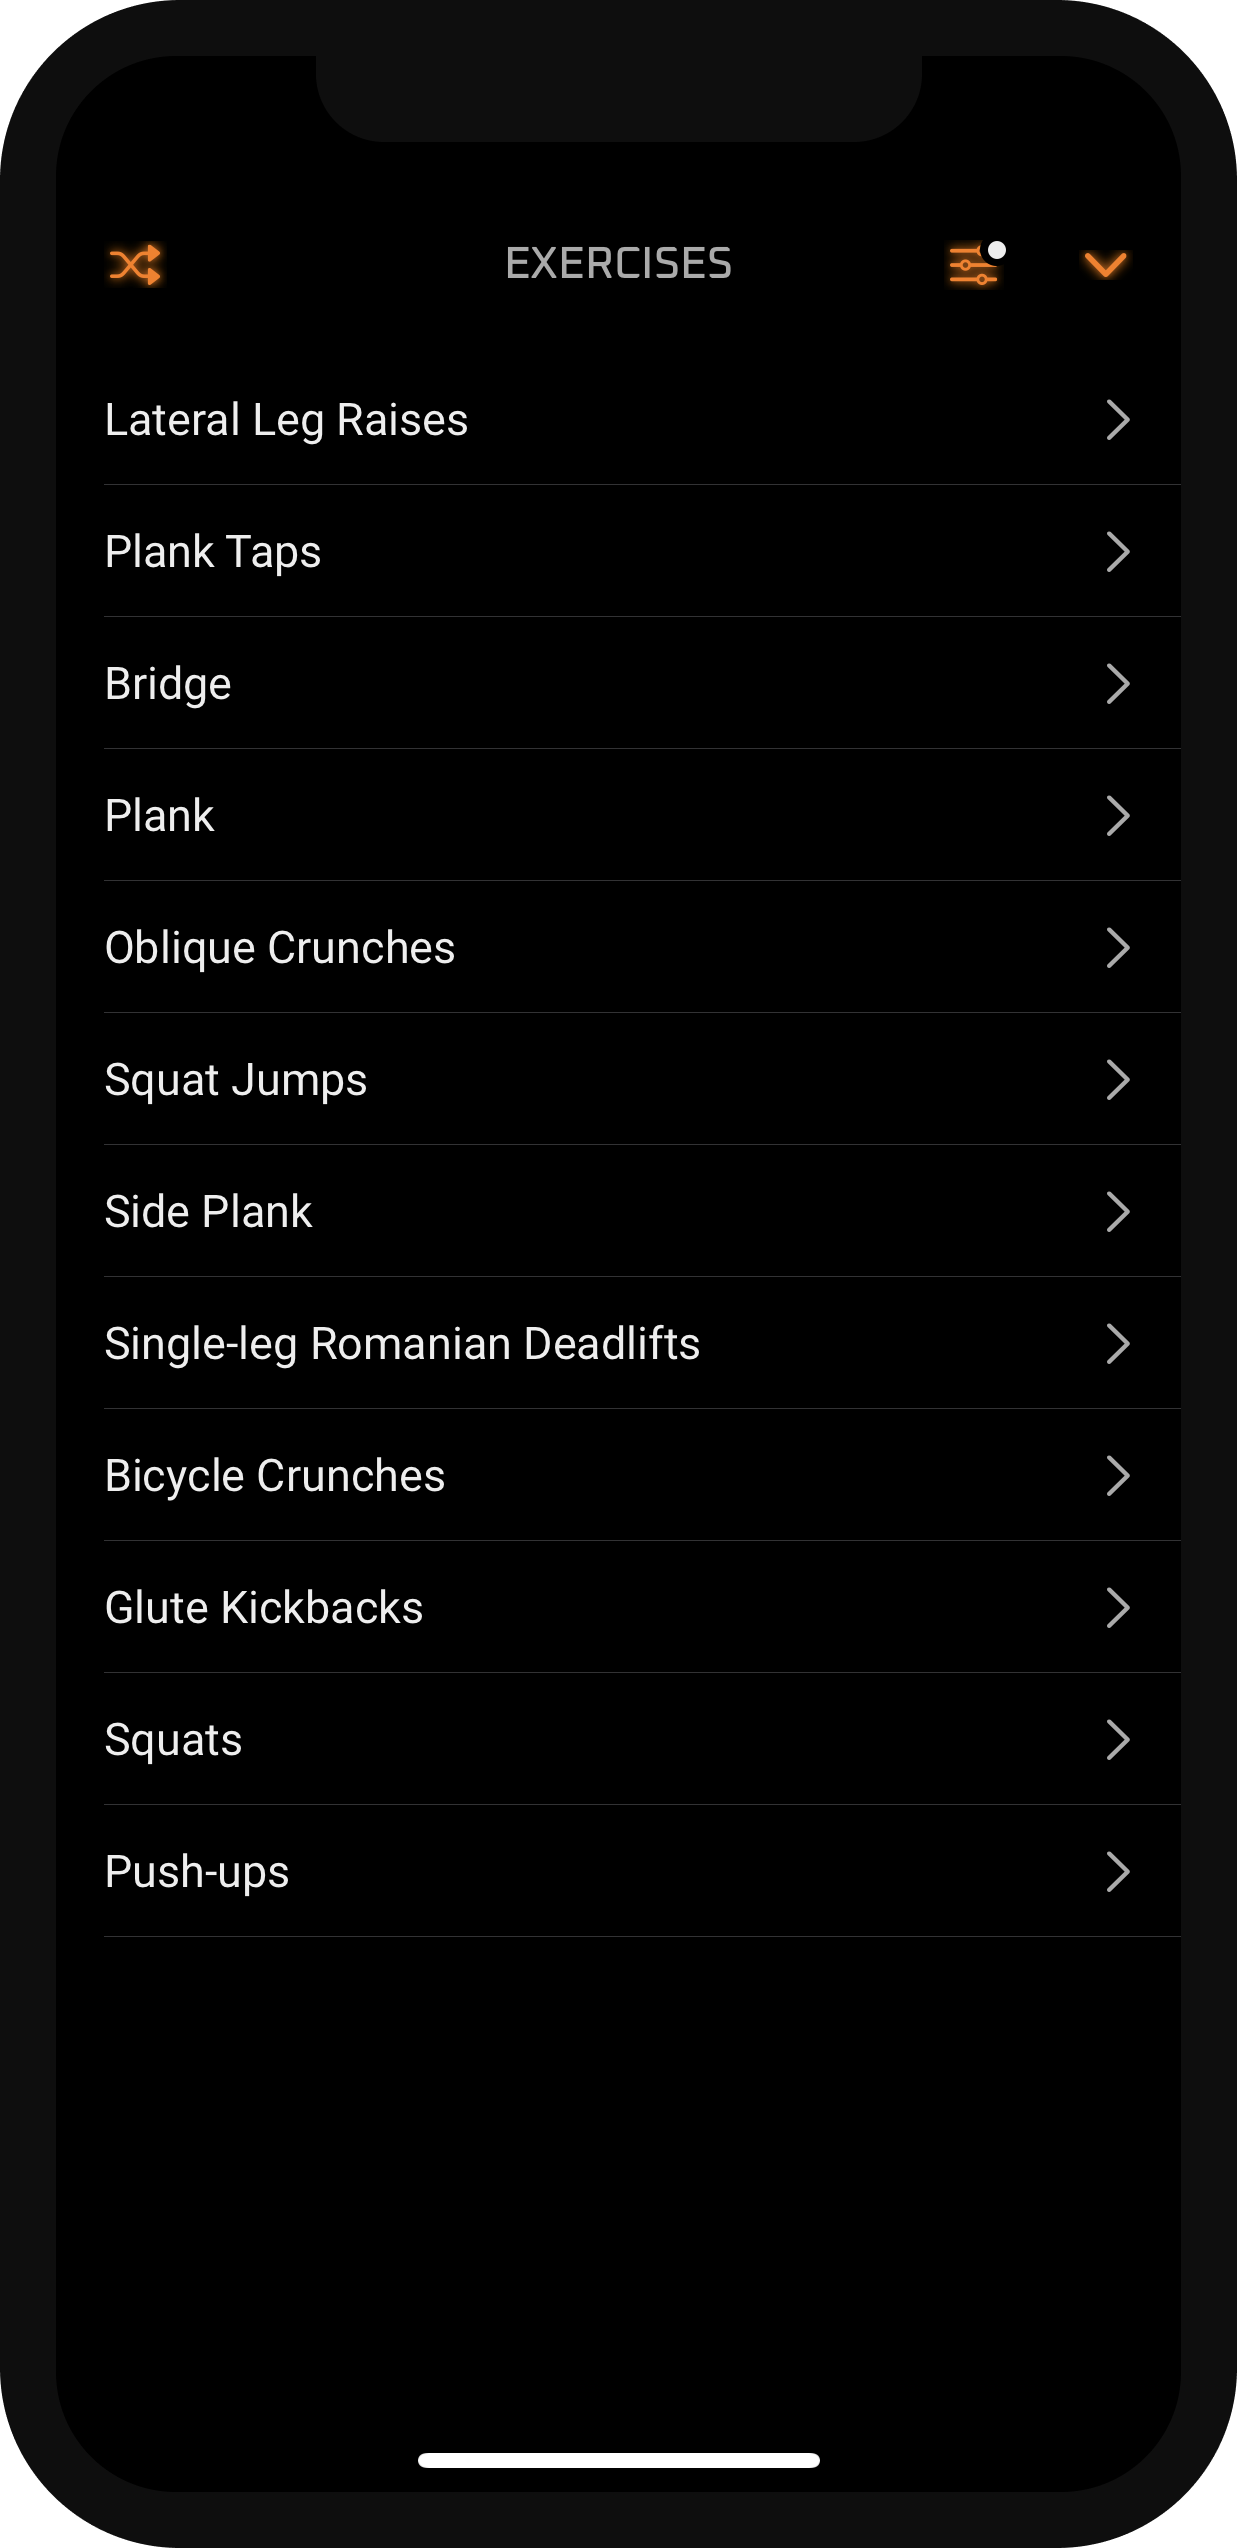 EXERCISES
Lateral Leg Raises
Plank Taps
Bridge
Plank
Oblique Crunches
Squat Jumps
Side Plank
Single-leg Romanian Deadlifts
Bicycle Crunches
Glute Kickbacks
Squats
Push-ups